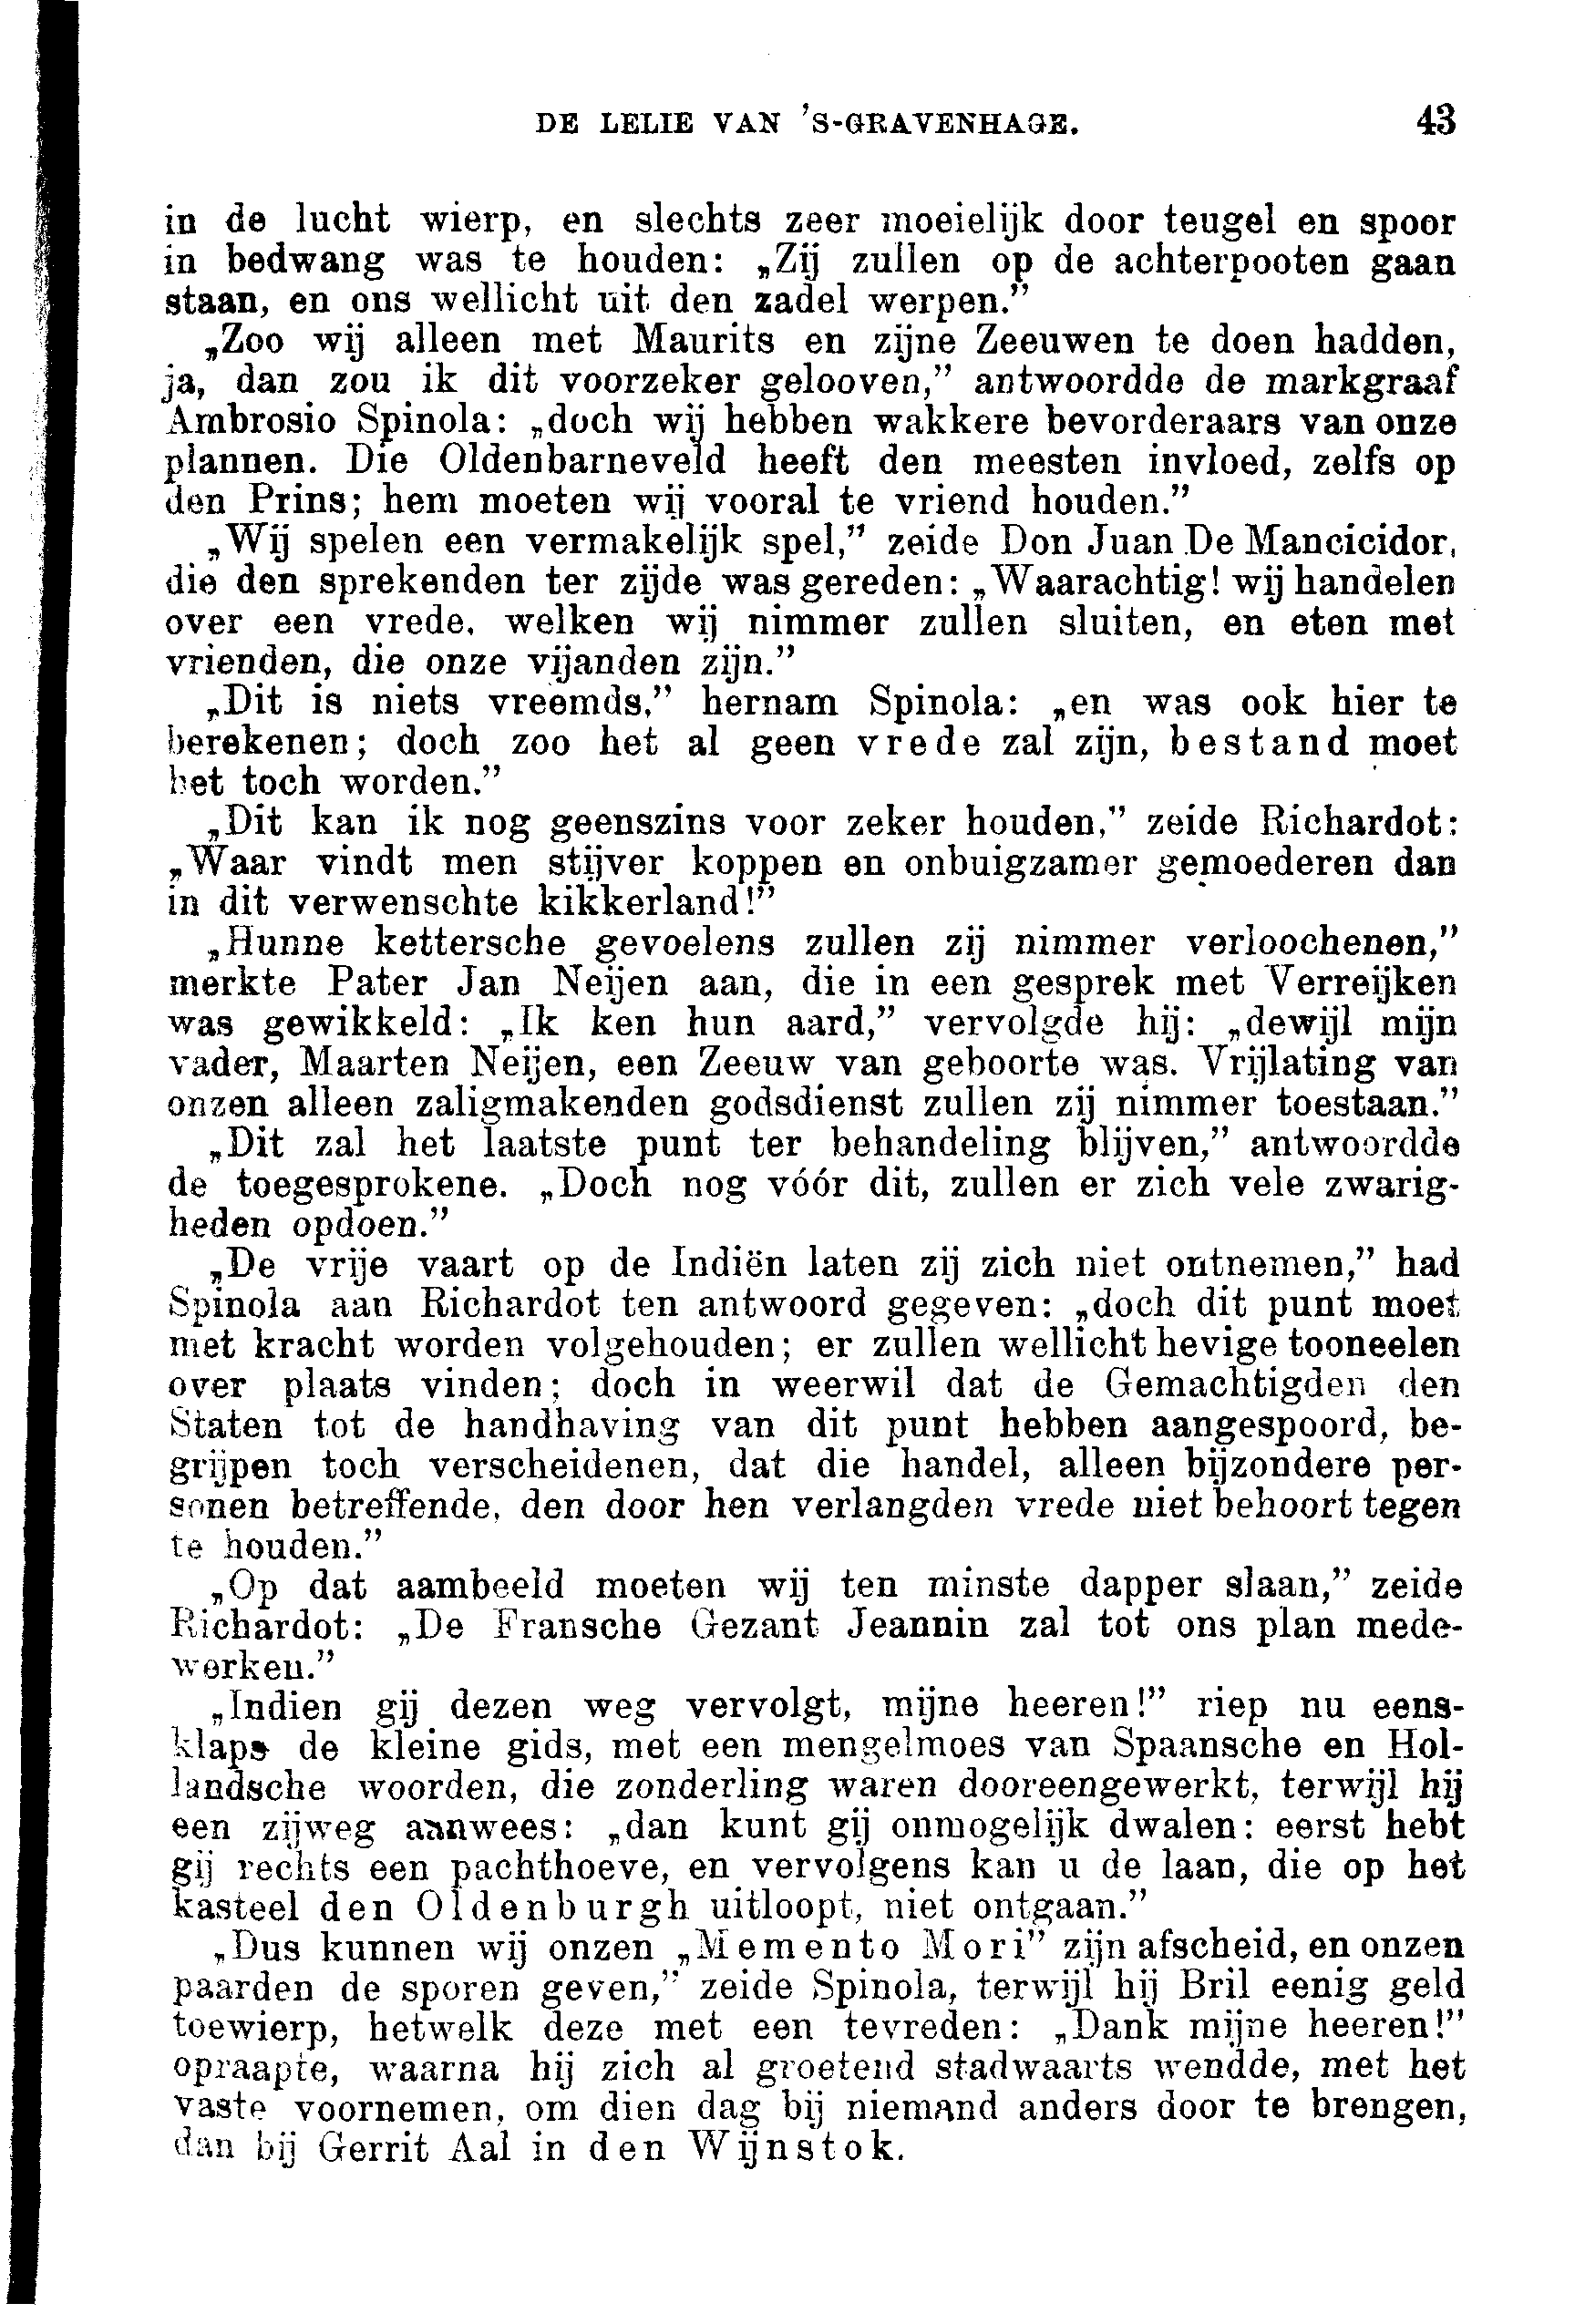 DE LELIE VAN 'S-GRAVENHAGE. 43
in de lucht wierp, en slechts zeer moeielijk door teugel en spoor
in bedwang was te houden: „Zij zullen op de achterpooten gaan
staan, en ons wellicht uit den zadel werpen.”
„Zoo wij alleen met Maurits en zijne Zeeuwen te doen hadden,
ja, dan zou ik dit voorzeker gelooven,” antwoordde de markgraaf
Ambrosio Spinola: „doch wij hebben wakkere bevorderaars van onze
plannen. Die Oldenbarneveld heeft den meesten invloed, zelfs op
den Prins; hem moeten wij vooral te vriend houden.”
„Wij spelen een vermakelijk spel,” zeide Don Juan De Mancicidor,
die den sprekenden ter zijde was gereden: „Waarachtig! wij handelen
over een vrede, welken wij nimmer zullen sluiten, en eten met
vrienden, die onze vijanden zijn.”
„Dit is niets vreemds,” hernam Spinola: „en was ook hier te
berekenen; doch zoo het al geen vrede zal zijn, bestand moet
het toch worden.”
„Dit kan ik nog geenszins voor zeker houden,” zeide Richardot:
„Waar vindt men stijver koppen en onbuigzamer gemoederen dan
in dit verwenschte kikkerland!”
„Hunne kettersche gevoelens zullen zij nimmer verloochenen,”
merkte Pater Jan Neijen aan, die in een gesprek met Verreijken
was gewikkeld: „Ik ken hun aard,” vervolgde hij: „dewijl mijn
vader, Maarten Neijen, een Zeeuw van geboorte was. Vrijlating van
onzen alleen zaligmakenden godsdienst zullen zij nimmer toestaan.”
„Dit zal het laatste punt ter behandeling blijven,” antwoordde
de toegesprokene. „Doch nog vóór dit, zullen er zich vele zwarig-
heden opdoen.”
„De vrije vaart op de Indiën laten zij zich niet ontnemen,” had
Spinola aan Richardot ten antwoord gegeven: „doch dit punt moet
met kracht worden volgehouden; er zullen wellicht hevige tooneelen
over plaats vinden; doch in weerwil dat de Gemachtigden den
Staten tot de handhaving van dit punt hebben aangespoord, be-
grijpen toch verscheidenen, dat die handel, alleen bijzondere per-
sonen betreffende, den door hen verlangden vrede niet behoort tegen
te houden.”
„Op dat aambeeld moeten wij ten minste dapper slaan,” zeide
Richardot: „De Fransche Gezant Jeannin zal tot ons plan mede-
werken.”
„Indien gij dezen weg vervolgt, mijne heeren!” riep nu eens-
klaps de kleine gids, met een mengelmoes van Spaansche en Hol-
landsche woorden, die zonderling waren dooreengewerkt, terwijl hij
een zijweg aanwees: „dan kunt gij onmogelijk dwalen: eerst hebt
gij rechts een pachthoeve, en vervolgens kan u de laan, die op het
kasteel den Oldenburgh uitloopt, niet ontgaan.”
„Dus kunnen wij onzen „Memento Mori” zijn afscheid, en onzen
paarden de sporen geven,” zeide Spinola, terwijl hij Bril eenig geld
toewierp, hetwelk deze met een tevreden: „Dank mijne heeren!”
opraapte, waarna hij zich al groetend stadwaarts wendde, met het
vaste voornemen, om dien dag bij niemand anders door te brengen,
dan bij Gerrit Aal in den Wijnstok.